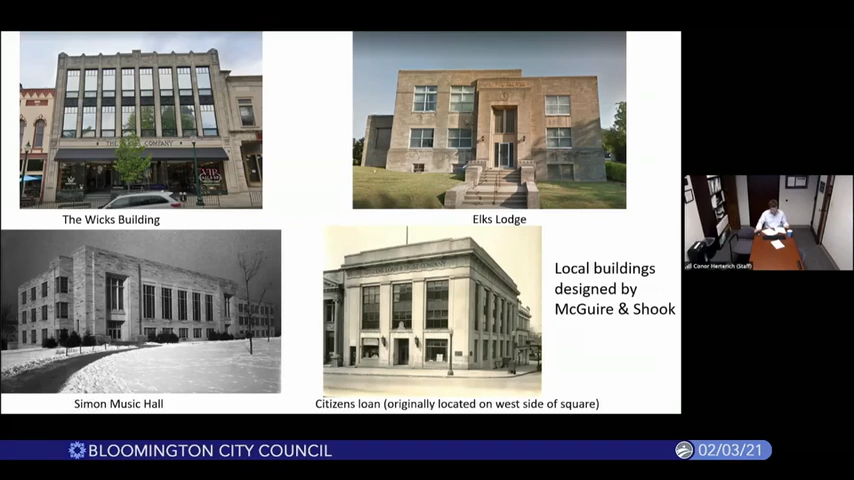 The Wicks Building
Elks Lodge
Simon Music Hall
Citizens loan (originally located on west side of square)
Local buildings
designed by
McGuire & Shook
Conor Herterich (Staff)
BLOOMINGTON CITY COUNCIL
02/03/21